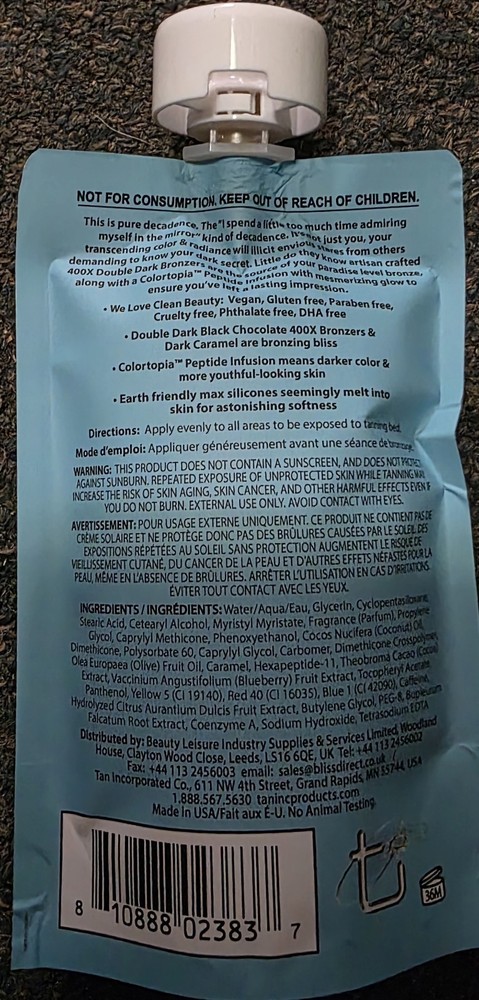 NOT FOR CONSUMPTION. KEEP OUT OF REACH OF CHILDREN.
This is pure decadence. The "I spend a little too much time admiring
myself in the mirror" kind of decadence. It's not just you, your
transcending color & radiance will illicit envious stares from others
demanding to know your dark secret. Little do they know artisan crafted
400X Double Dark Bronzers are the source of your paradise level bronze,
along with a Colortopia™ Peptide Infusion with mesmerizing glow to
ensure you've left a lasting impression.
• We Love Clean Beauty: Vegan, Gluten free, Paraben free,
Cruelty free, Phthalate free, DHA free
• Double Dark Black Chocolate 400X Bronzers &
Dark Caramel are bronzing bliss
• Colortopia™ Peptide Infusion means darker color &
more youthful-looking skin
• Earth friendly max silicones seemingly melt into
skin for astonishing softness
Directions: Apply evenly to all areas to be exposed to tanning bed.
Mode d'emploi: Appliquer généreusement avant une séance de bronzage.
WARNING: THIS PRODUCT DOES NOT CONTAIN A SUNSCREEN, AND DOES NOT PROTECT
AGAINST SUNBURN. REPEATED EXPOSURE OF UNPROTECTED SKIN WHILE TANNING MAY
INCREASE THE RISK OF SKIN AGING, SKIN CANCER, AND OTHER HARMFUL EFFECTS EVEN IF
YOU DO NOT BURN. EXTERNAL USE ONLY. AVOID CONTACT WITH EYES.
AVERTISSEMENT: POUR USAGE EXTERNE UNIQUEMENT. CE PRODUIT NE CONTIENT PAS DE
CRÈME SOLAIRE ET NE PROTÈGE DONC PAS DES BRÛLURES CAUSÉES PAR LE SOLEIL. DES
EXPOSITIONS RÉPÉTÉES AU SOLEIL SANS PROTECTION AUGMENTENT LE RISQUE DE
VIEILLISSEMENT CUTANÉ, DU CANCER DE LA PEAU ET D'AUTRES EFFETS NÉFASTES POUR LA
PEAU, MÊME EN L'ABSENCE DE BRÛLURES. ARRÊTER L'UTILISATION EN CAS D'IRRITATIONS.
ÉVITER TOUT CONTACT AVEC LES YEUX.
INGREDIENTS / INGRÉDIENTS: Water/Aqua/Eau, Glycerin, Cyclopentasiloxane,
Stearic Acid, Cetearyl Alcohol, Myristyl Myristate, Fragrance (Parfum), Propylene
Glycol, Caprylyl Methicone, Phenoxyethanol, Cocos Nucifera (Coconut) Oil,
Dimethicone, Polysorbate 60, Caprylyl Glycol, Carbomer, Dimethicone Crosspolymer,
Olea Europaea (Olive) Fruit Oil, Caramel, Hexapeptide-11, Theobroma Cacao (Cocoa)
Extract, Vaccinium Angustifolium (Blueberry) Fruit Extract, Tocopheryl Acetate,
Panthenol, Yellow 5 (CI 19140), Red 40 (CI 16035), Blue 1 (CI 42090), Caffeine,
Hydrolyzed Citrus Aurantium Dulcis Fruit Extract, Butylene Glycol, PEG-8, Bupleurum
Falcatum Root Extract, Coenzyme A, Sodium Hydroxide, Tetrasodium EDTA
Distributed by: Beauty Leisure Industry Supplies & Services Limited, Woodland
House, Clayton Wood Close, Leeds, LS16 6QE, UK Tel: +44 113 2456002
Fax: +44 113 2456003 email: sales@blissdirect.co.uk /
Tan Incorporated Co., 611 NW 4th Street, Grand Rapids, MN 55744, USA
1.888.567.5630 tanincproducts.com
Made in USA/Fait aux É-U. No Animal Testing.
8 10888 02383 7
t
36M